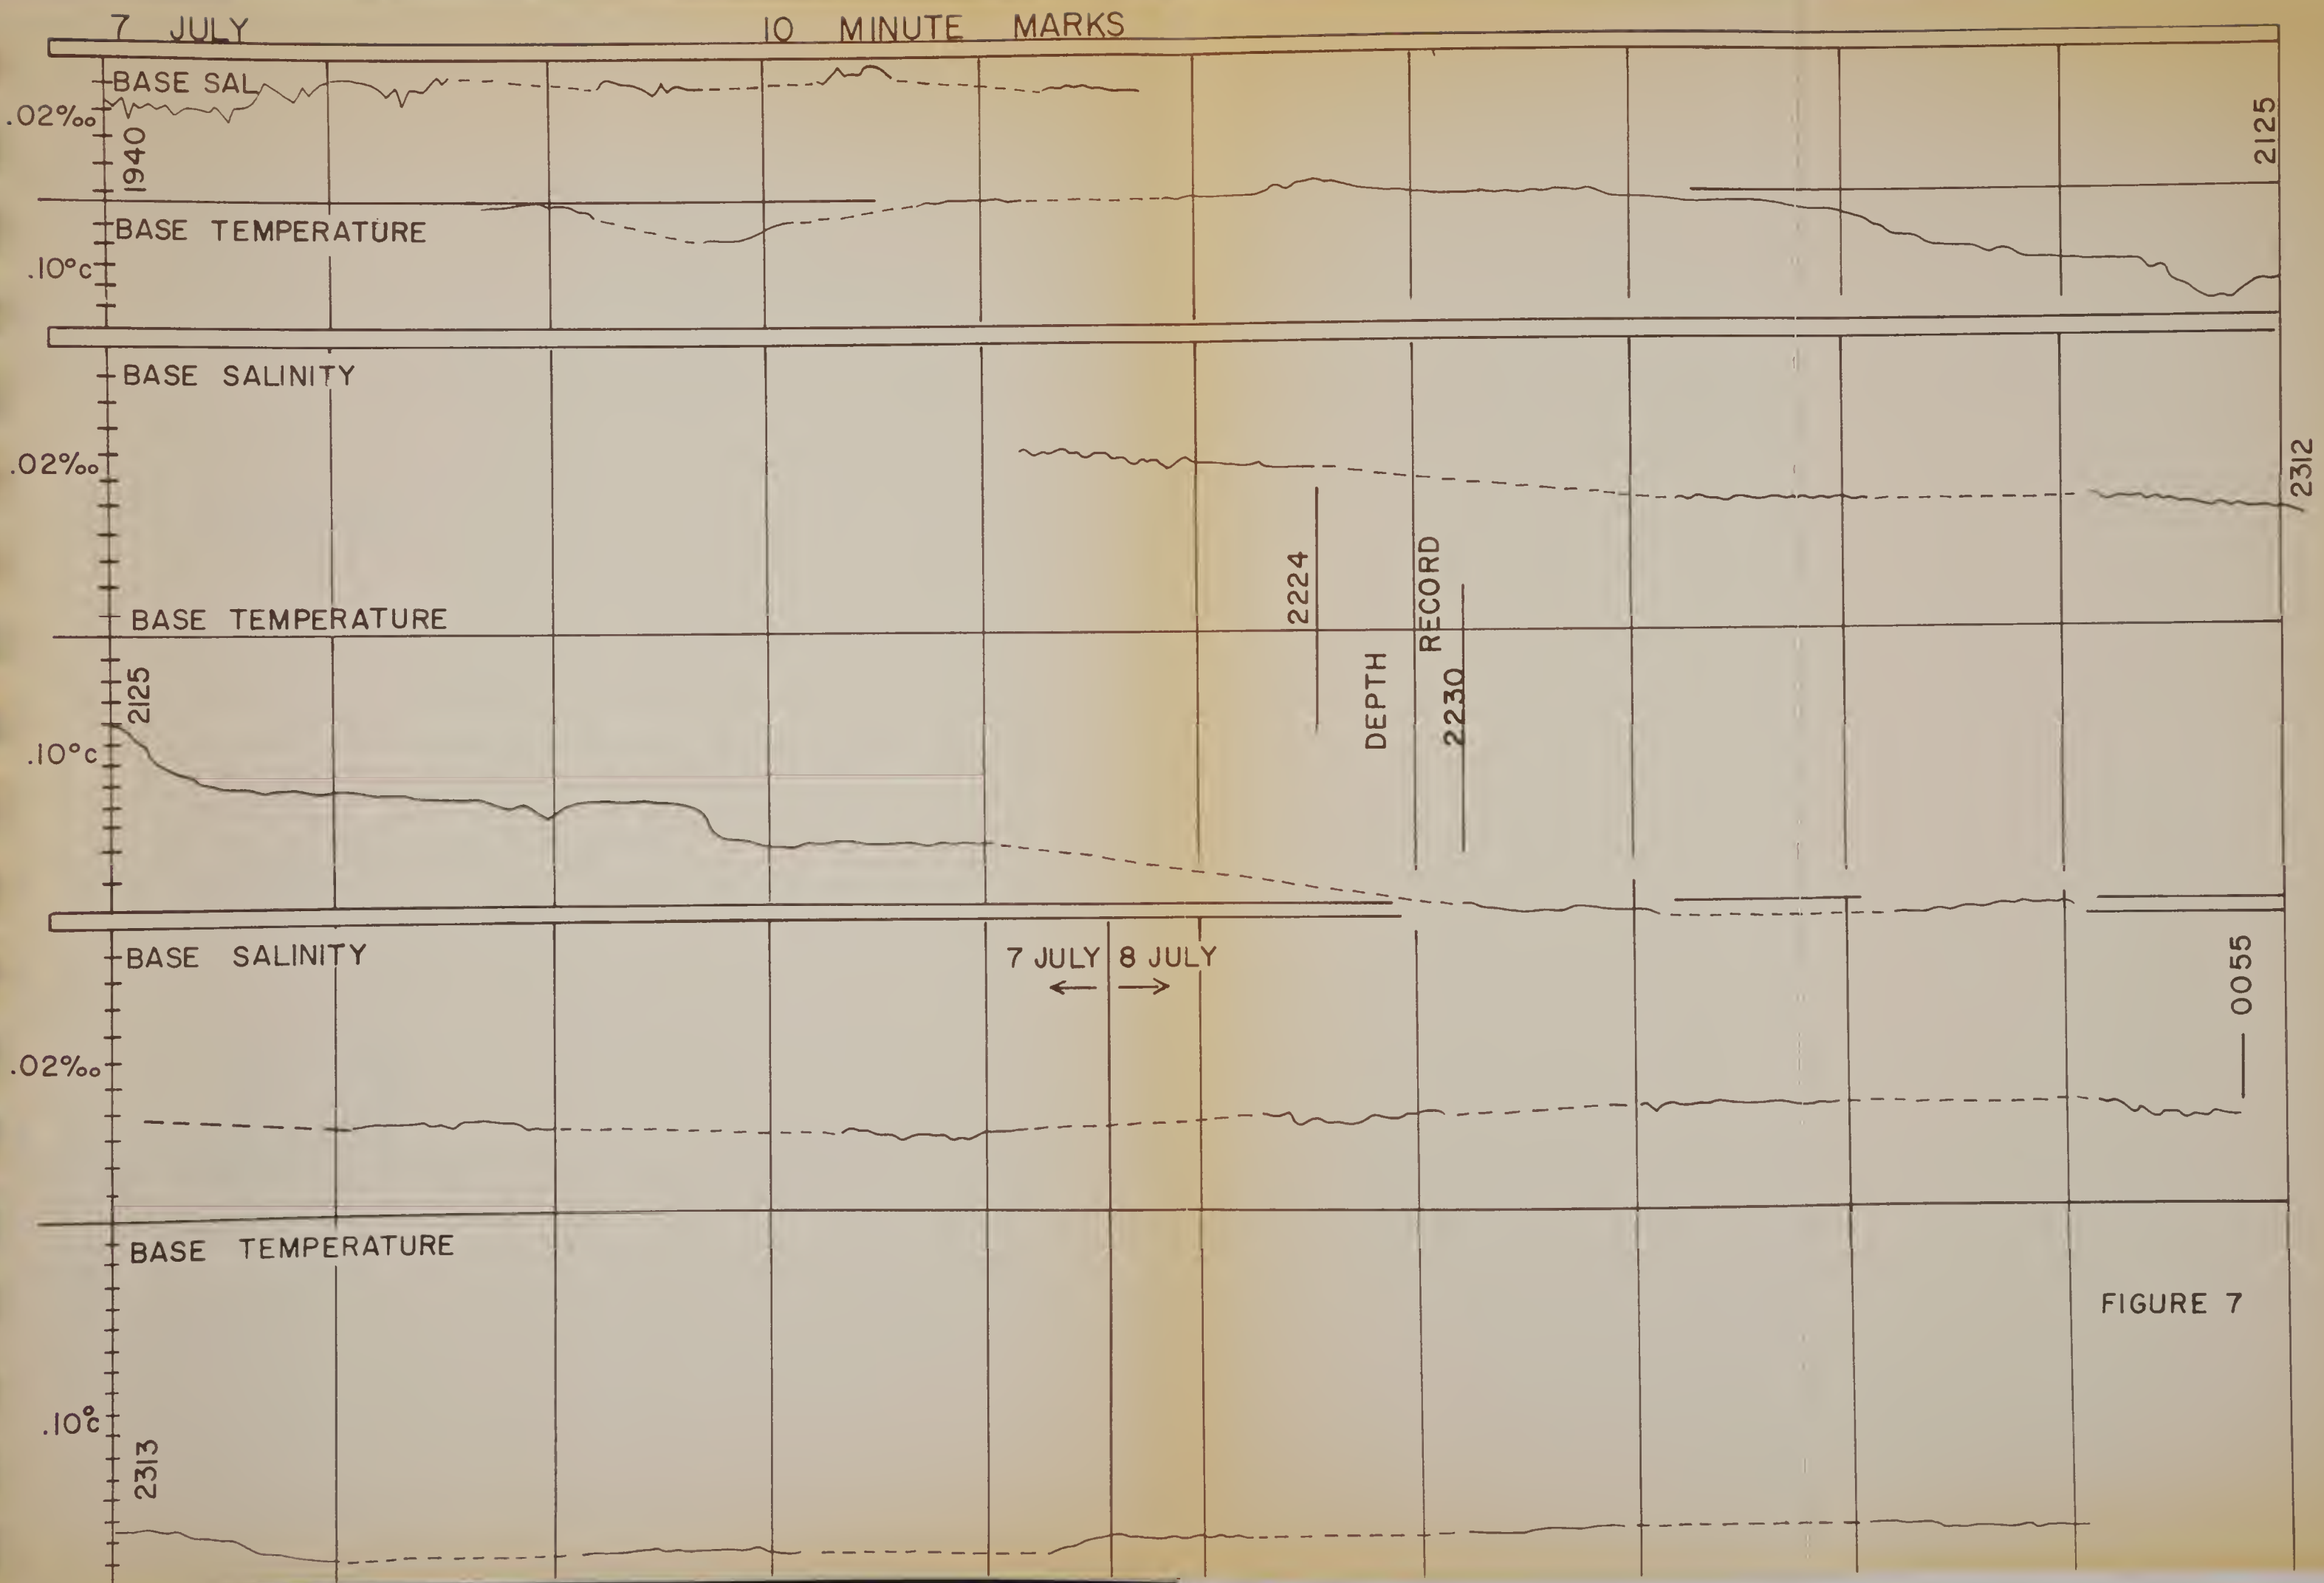 7 JULY 10 MINUTE MARKS
BASE SAL
.02‰
1940
2125
BASE TEMPERATURE
.10°c
BASE SALINITY
.02‰
2312
2224
DEPTH RECORD
2230
BASE TEMPERATURE
2125
.10°c
BASE SALINITY
7 JULY 8 JULY
← →
0055
.02‰
BASE TEMPERATURE
FIGURE 7
.10°c
2313